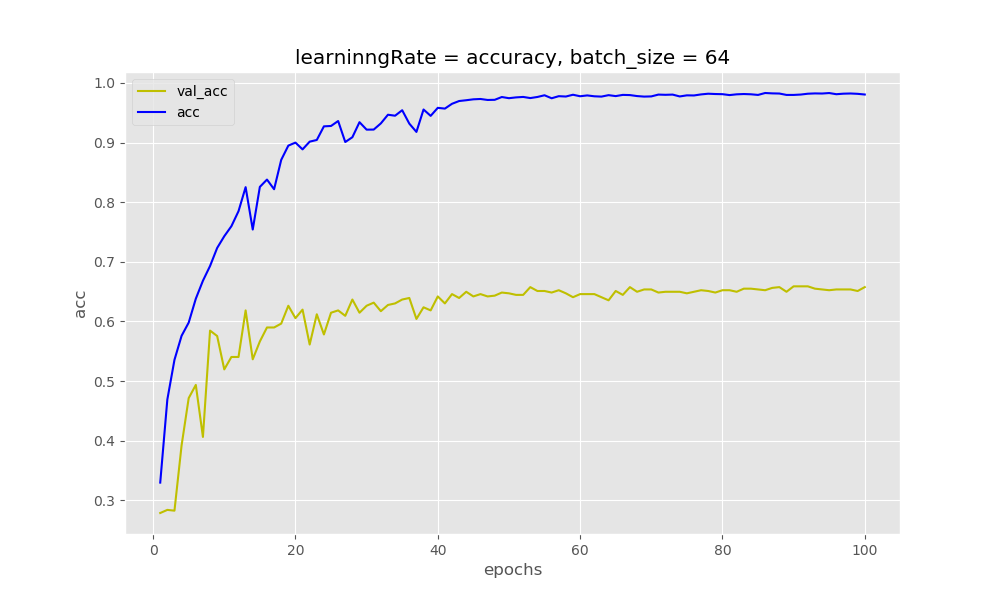 learninngRate = accuracy, batch_size = 64
val_acc
acc
1.0
0.9
0.8
0.7
0.6
0.5
0.4
0.3
acc
0
20
40
60
80
100
epochs